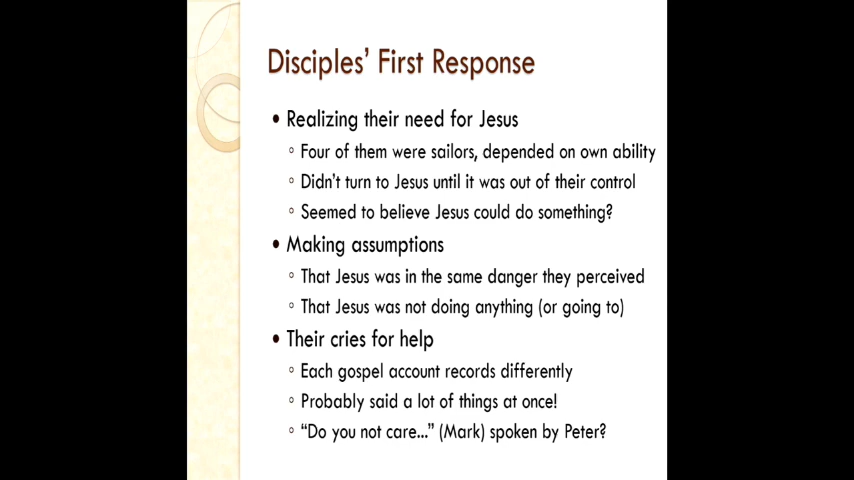 Disciples’ First Response
• Realizing their need for Jesus
◦ Four of them were sailors, depended on own ability
◦ Didn’t turn to Jesus until it was out of their control
◦ Seemed to believe Jesus could do something?
• Making assumptions
◦ That Jesus was in the same danger they perceived
◦ That Jesus was not doing anything (or going to)
• Their cries for help
◦ Each gospel account records differently
◦ Probably said a lot of things at once!
◦ “Do you not care...” (Mark) spoken by Peter?